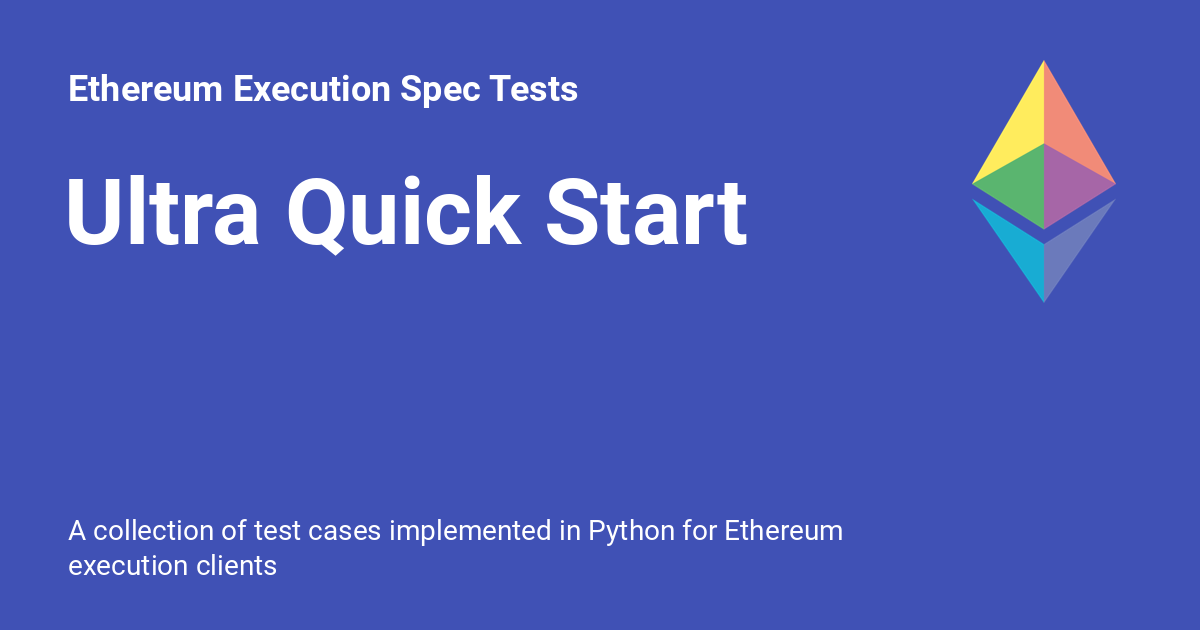 Ethereum Execution Spec Tests
Ultra Quick Start
A collection of test cases implemented in Python for Ethereum
execution clients